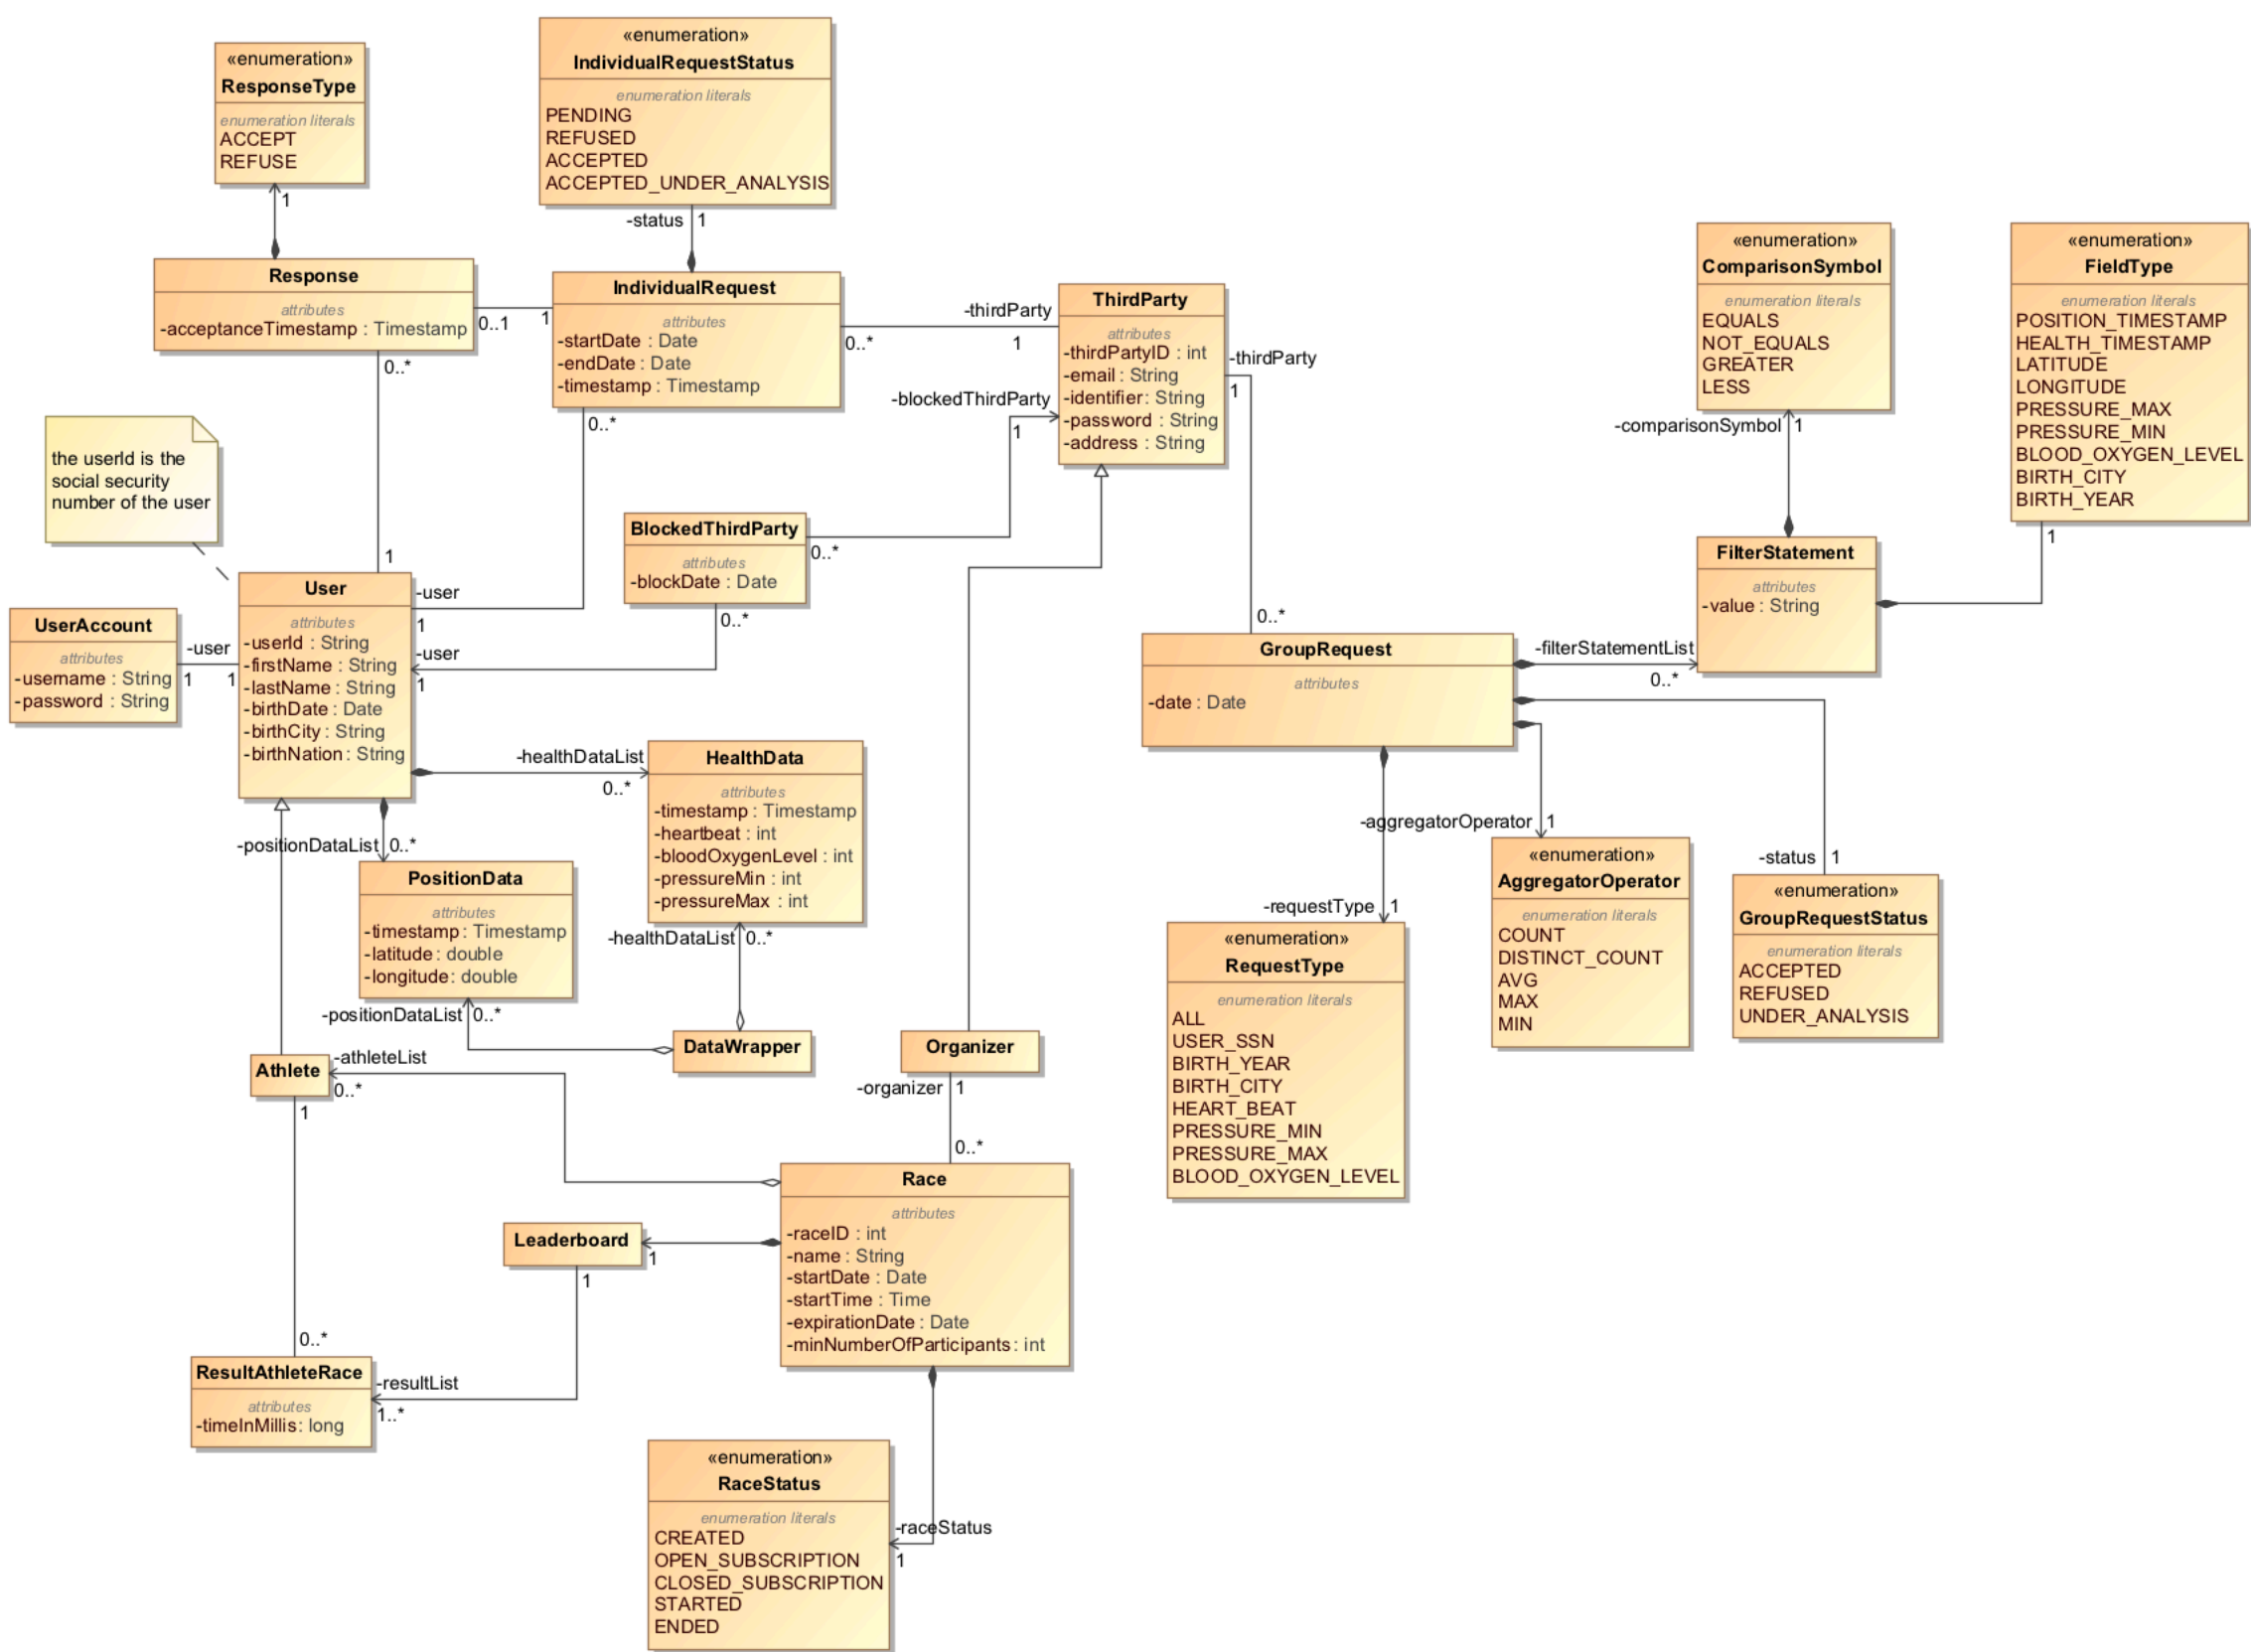 «enumeration»
ResponseType
enumeration literals
ACCEPT
REFUSE
1
«enumeration»
IndividualRequestStatus
enumeration literals
PENDING
REFUSED
ACCEPTED
ACCEPTED_UNDER_ANALYSIS
-status 1
Response
attributes
-acceptanceTimestamp : Timestamp
0..1
1
0..*
1
IndividualRequest
attributes
-startDate : Date
-endDate : Date
-timestamp : Timestamp
0..*
-thirdParty
1
0..*
ThirdParty
attributes
-thirdPartyID : int
-email : String
-identifier: String
-password : String
-address : String
-thirdParty
1
0..*
-blockedThirdParty
1
«enumeration»
ComparisonSymbol
enumeration literals
EQUALS
NOT_EQUALS
GREATER
LESS
-comparisonSymbol 1
«enumeration»
FieldType
enumeration literals
POSITION_TIMESTAMP
HEALTH_TIMESTAMP
LATITUDE
LONGITUDE
PRESSURE_MAX
PRESSURE_MIN
BLOOD_OXYGEN_LEVEL
BIRTH_CITY
BIRTH_YEAR
1
the userId is the
social security
number of the user
BlockedThirdParty
attributes
-blockDate : Date
0..*
0..*
FilterStatement
attributes
-value : String
UserAccount
attributes
-username : String
-password : String
-user
1
1
User
attributes
-userId : String
-firstName : String
-lastName : String
-birthDate : Date
-birthCity : String
-birthNation : String
-user
1
-user
1
GroupRequest
attributes
-date : Date
-filterStatementList
0..*
-healthDataList
0..*
HealthData
attributes
-timestamp : Timestamp
-heartbeat : int
-bloodOxygenLevel : int
-pressureMin : int
-pressureMax : int
-healthDataList 0..*
-positionDataList 0..*
PositionData
attributes
-timestamp : Timestamp
-latitude : double
-longitude : double
-positionDataList 0..*
DataWrapper
-aggregatorOperator 1
«enumeration»
AggregatorOperator
enumeration literals
COUNT
DISTINCT_COUNT
AVG
MAX
MIN
-status 1
«enumeration»
GroupRequestStatus
enumeration literals
ACCEPTED
REFUSED
UNDER_ANALYSIS
-requestType 1
«enumeration»
RequestType
enumeration literals
ALL
USER_SSN
BIRTH_YEAR
BIRTH_CITY
HEART_BEAT
PRESSURE_MIN
PRESSURE_MAX
BLOOD_OXYGEN_LEVEL
Athlete
-athleteList
0..*
1
Organizer
-organizer 1
0..*
Race
attributes
-raceID : int
-name : String
-startDate : Date
-startTime : Time
-expirationDate : Date
-minNumberOfParticipants : int
Leaderboard
1
1
0..*
ResultAthleteRace
attributes
-timeInMillis: long
-resultList
1..*
«enumeration»
RaceStatus
enumeration literals
CREATED
OPEN_SUBSCRIPTION
CLOSED_SUBSCRIPTION
STARTED
ENDED
-raceStatus
1